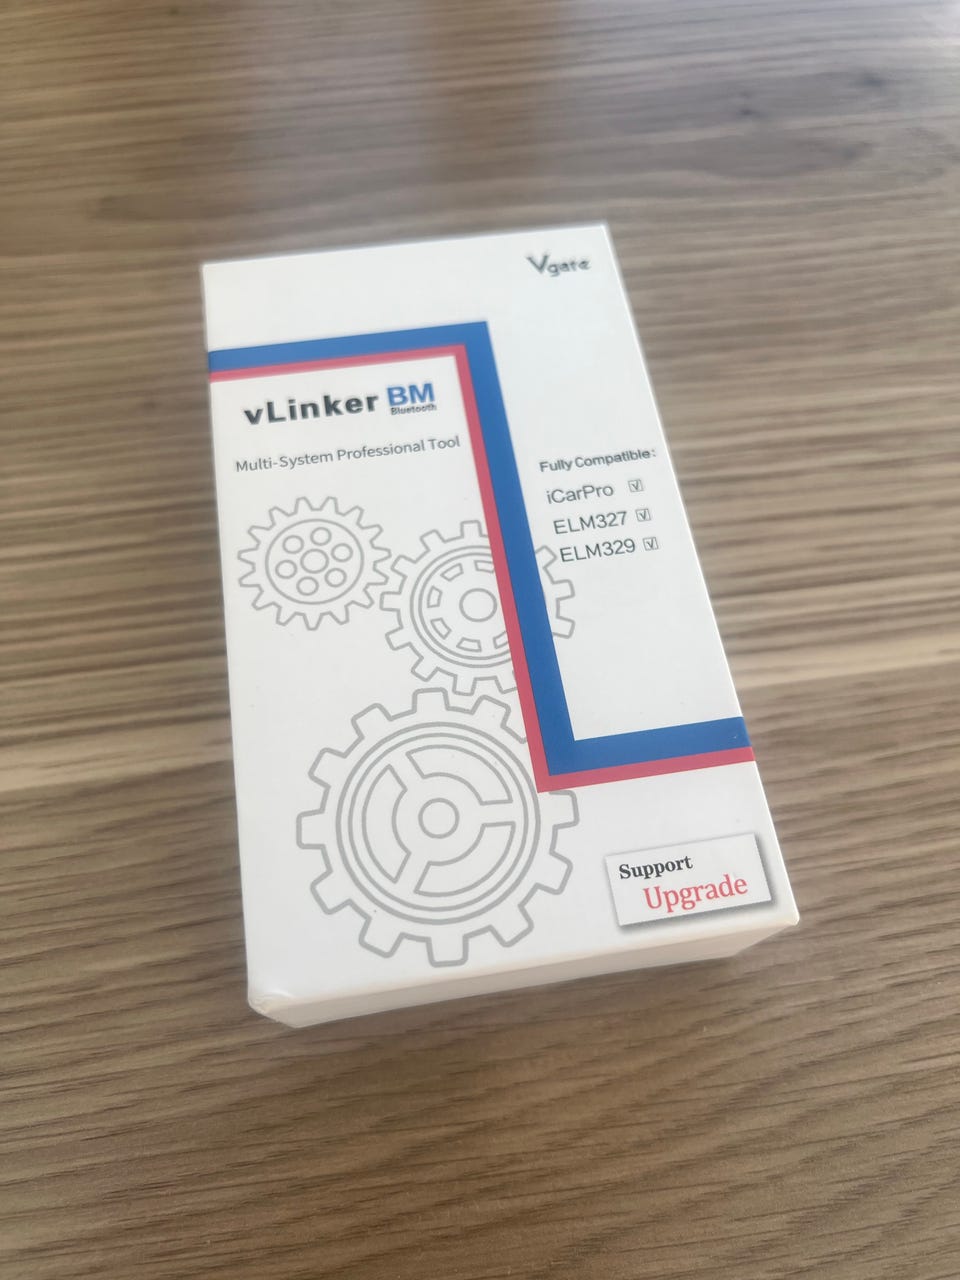 Vgate
vLinker BM
Bluetooth
Multi-System Professional Tool
Fully Compatible:
iCarPro ☑
ELM327 ☑
ELM329 ☑
Support
Upgrade